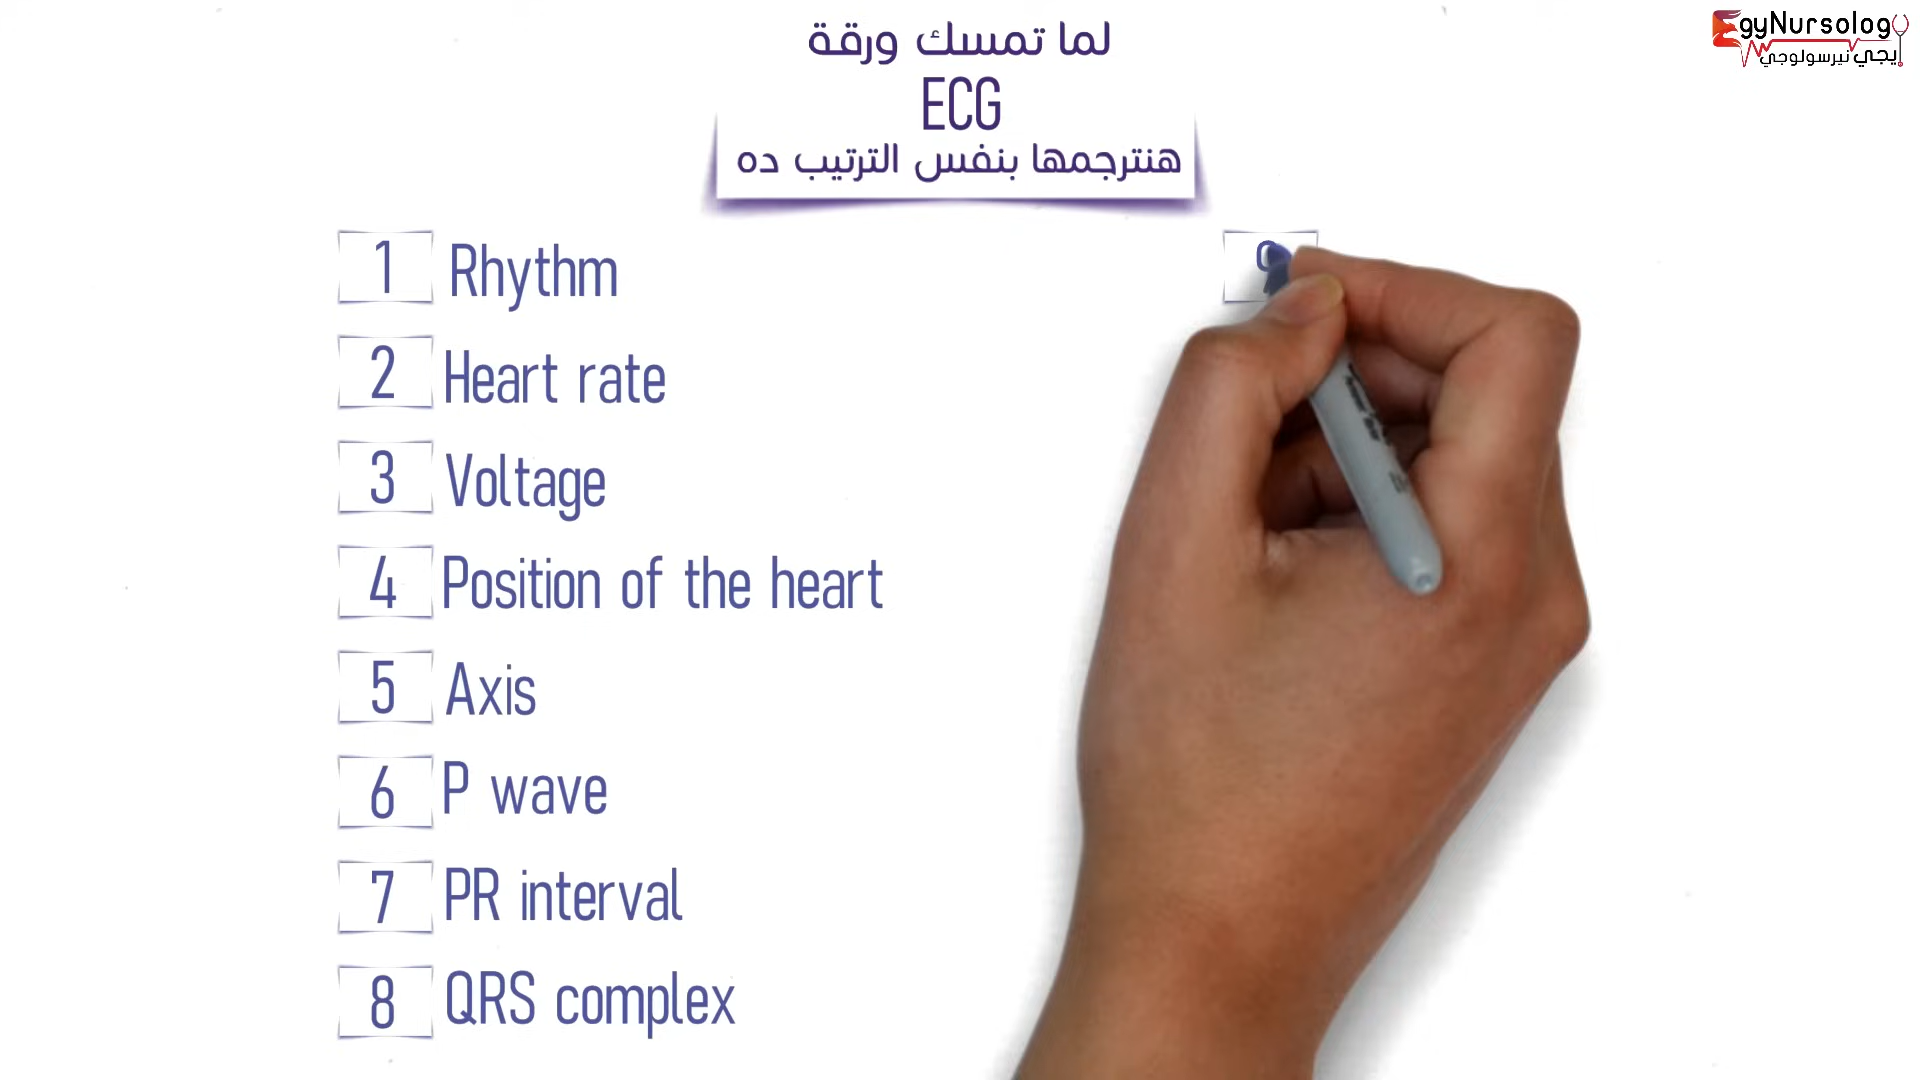 لما تمسك ورقة
ECG
هنترجمها بنفس الترتيب ده
EgyNursology
إيجي نيرسولوجي
1 Rhythm
2 Heart rate
3 Voltage
4 Position of the heart
5 Axis
6 P wave
7 PR interval
8 QRS complex
9